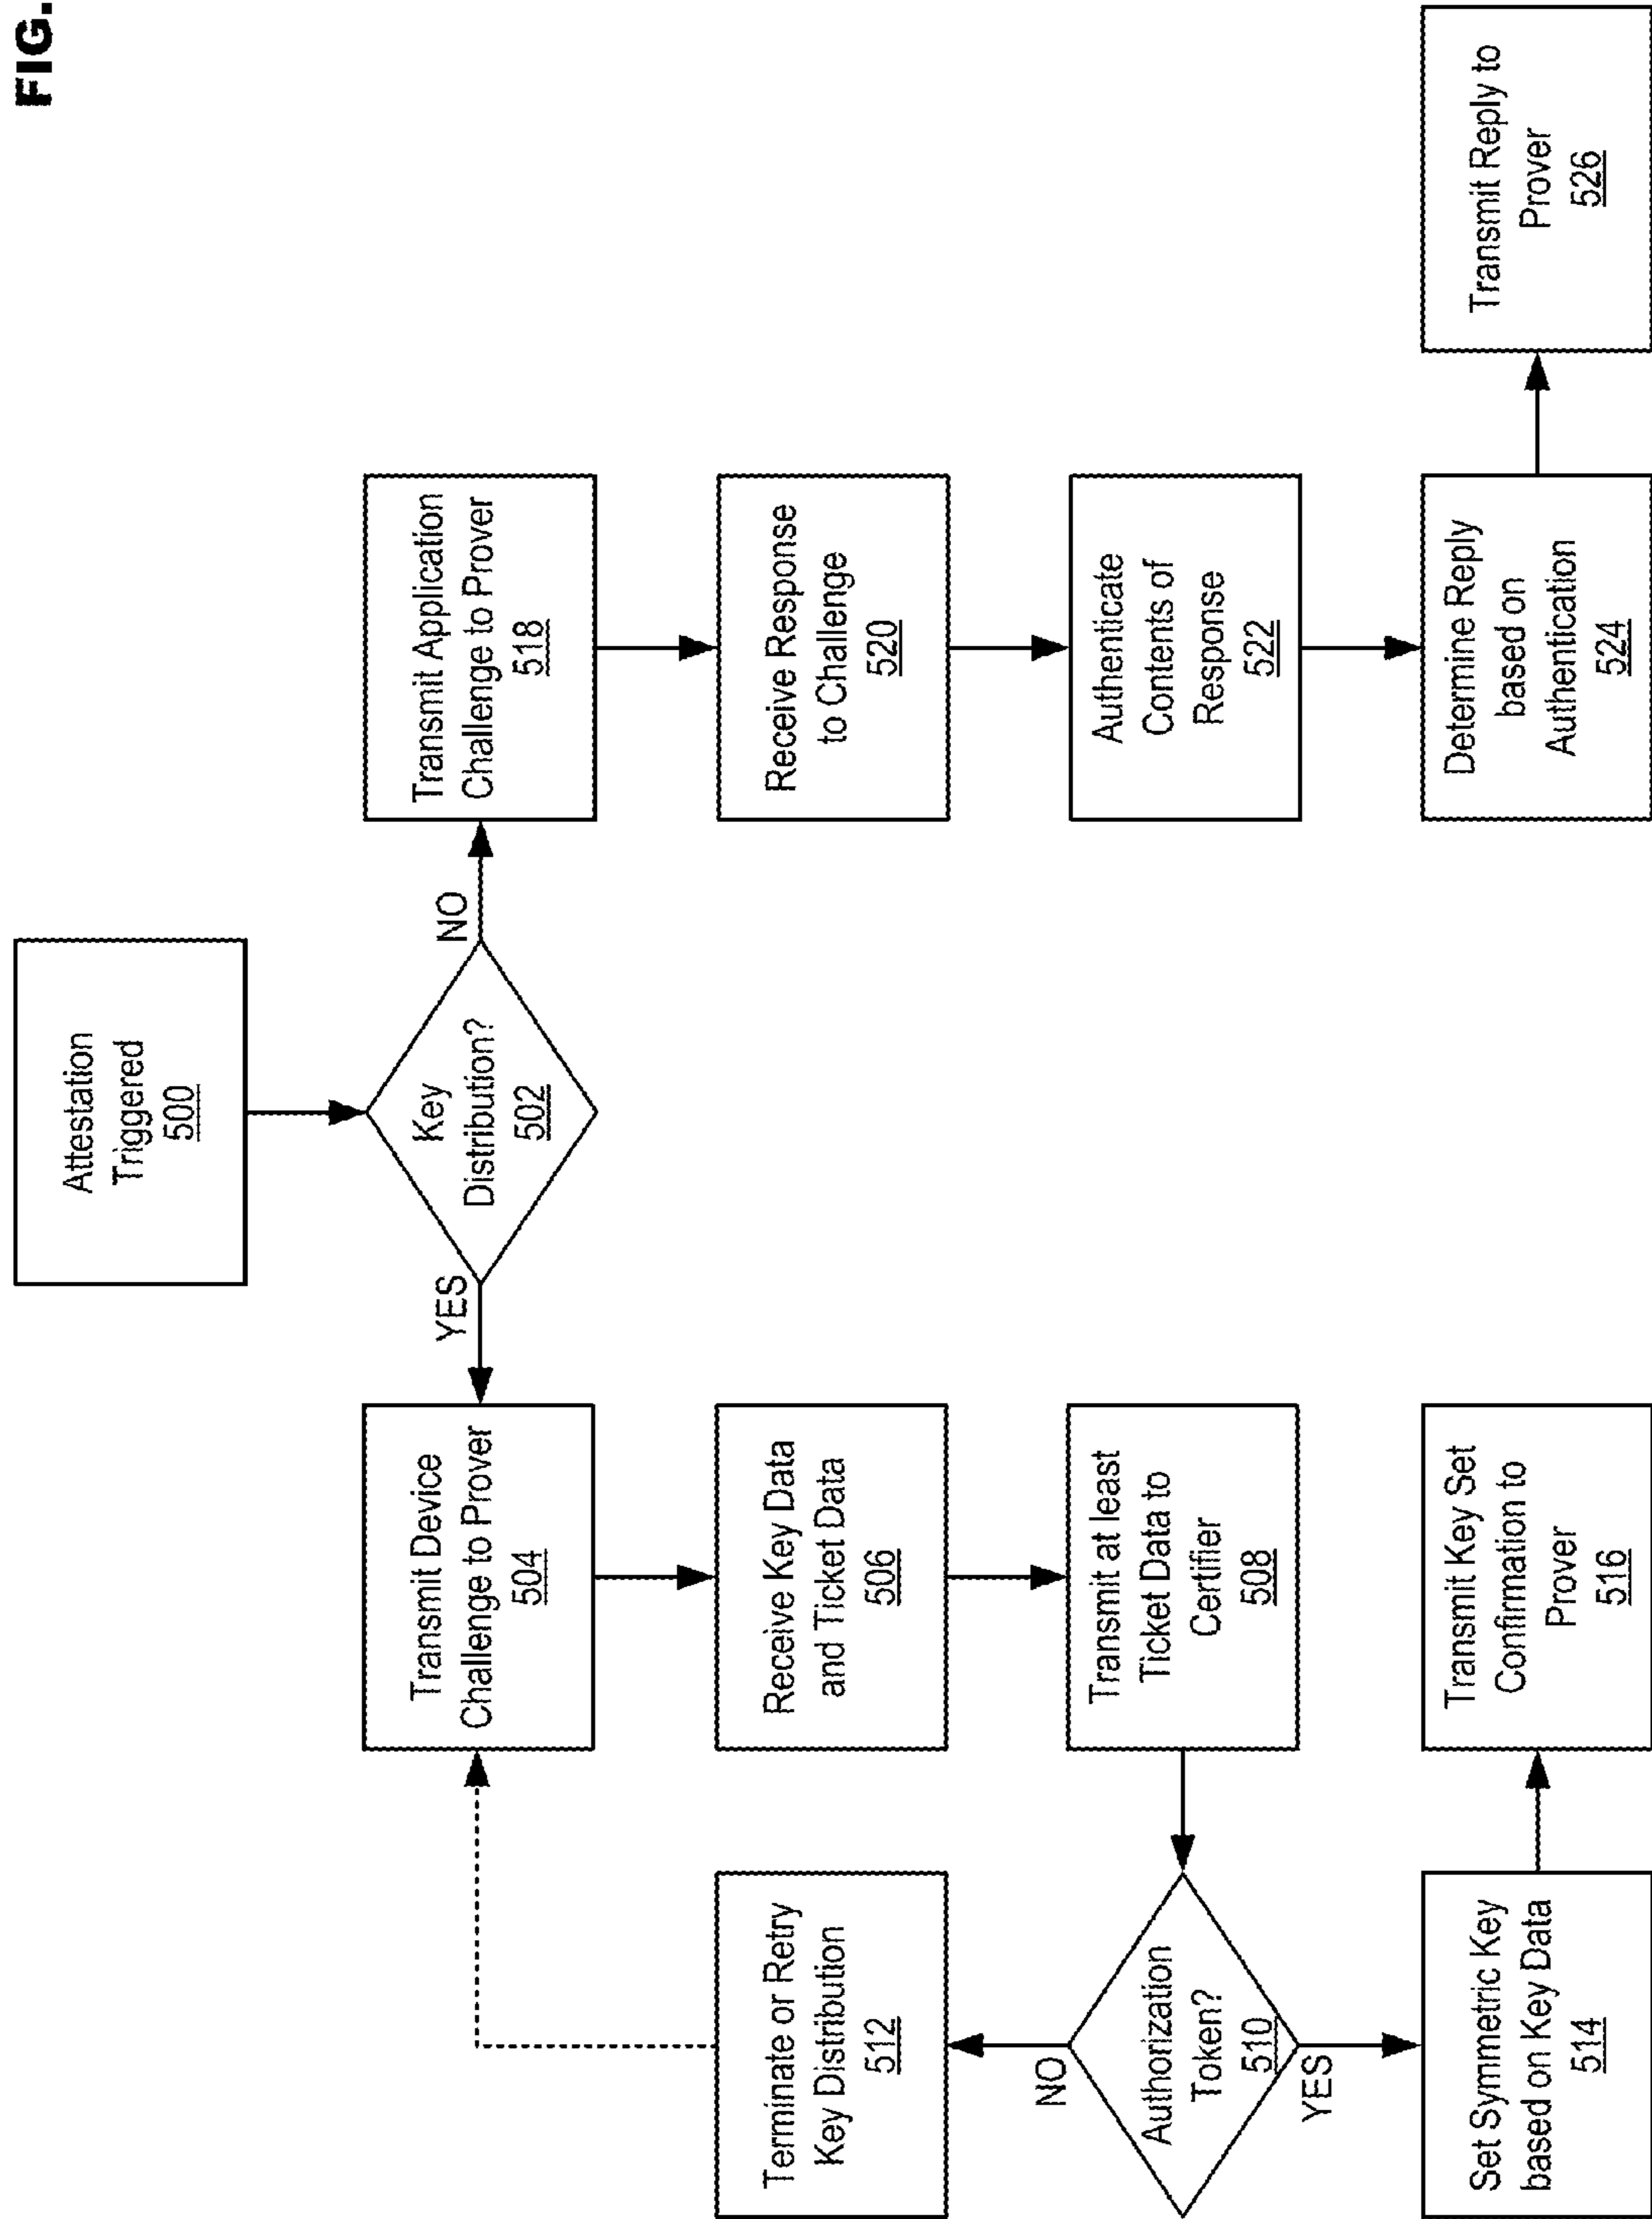 FIG.
Attestation
Triggered
500
Key
Distribution?
502
YES
NO
Transmit Device
Challenge to Prover
504
Transmit Application
Challenge to Prover
518
Terminate or Retry
Key Distribution
512
Receive Key Data
and Ticket Data
506
Receive Response
to Challenge
520
NO
Authorization
Token?
510
YES
Transmit at least
Ticket Data to
Certifier
508
Authenticate
Contents of
Response
522
Set Symmetric Key
based on Key Data
514
Transmit Key Set
Confirmation to
Prover
516
Determine Reply
based on
Authentication
524
Transmit Reply to
Prover
526